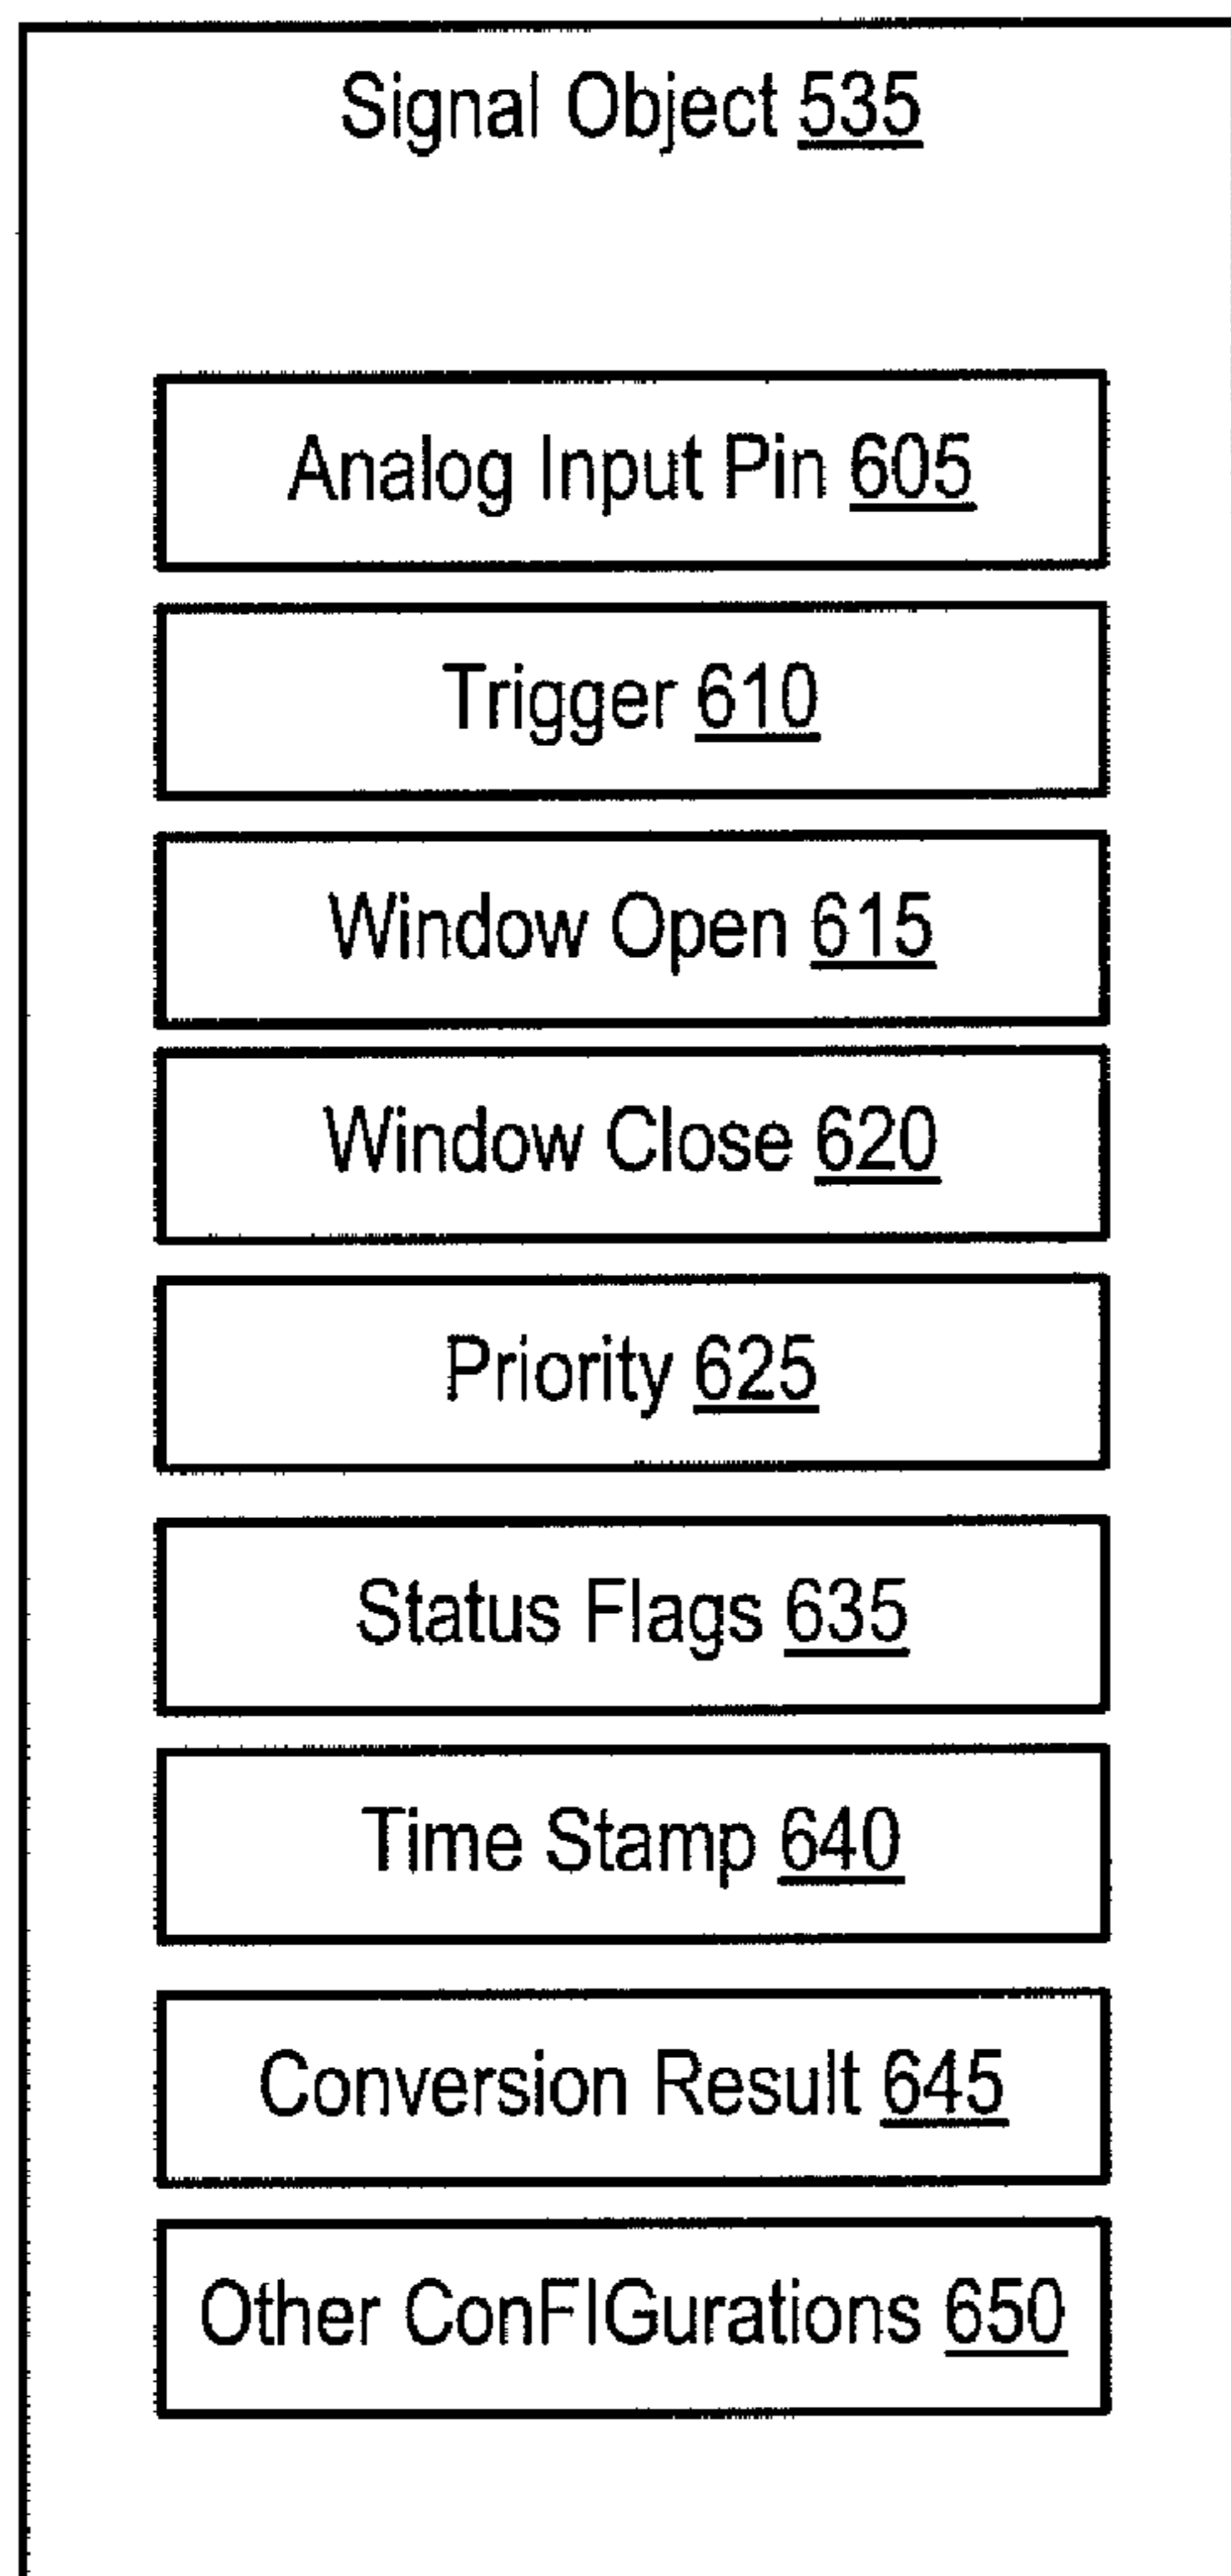 Signal Object 535
Analog Input Pin 605
Trigger 610
Window Open 615
Window Close 620
Priority 625
Status Flags 635
Time Stamp 640
Conversion Result 645
Other ConFIGurations 650